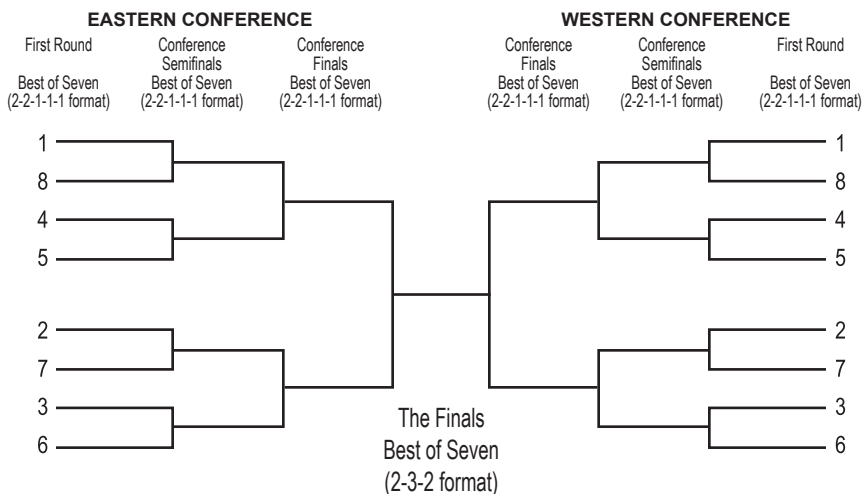 EASTERN CONFERENCE
First Round
Best of Seven
(2-2-1-1-1 format)
Conference
Semifinals
Best of Seven
(2-2-1-1-1 format)
Conference
Finals
Best of Seven
(2-2-1-1-1 format)
1
8
4
5
2
7
3
6
WESTERN CONFERENCE
Conference
Finals
Best of Seven
(2-2-1-1-1 format)
Conference
Semifinals
Best of Seven
(2-2-1-1-1 format)
First Round
Best of Seven
(2-2-1-1-1 format)
1
8
4
5
2
7
3
6
The Finals
Best of Seven
(2-3-2 format)